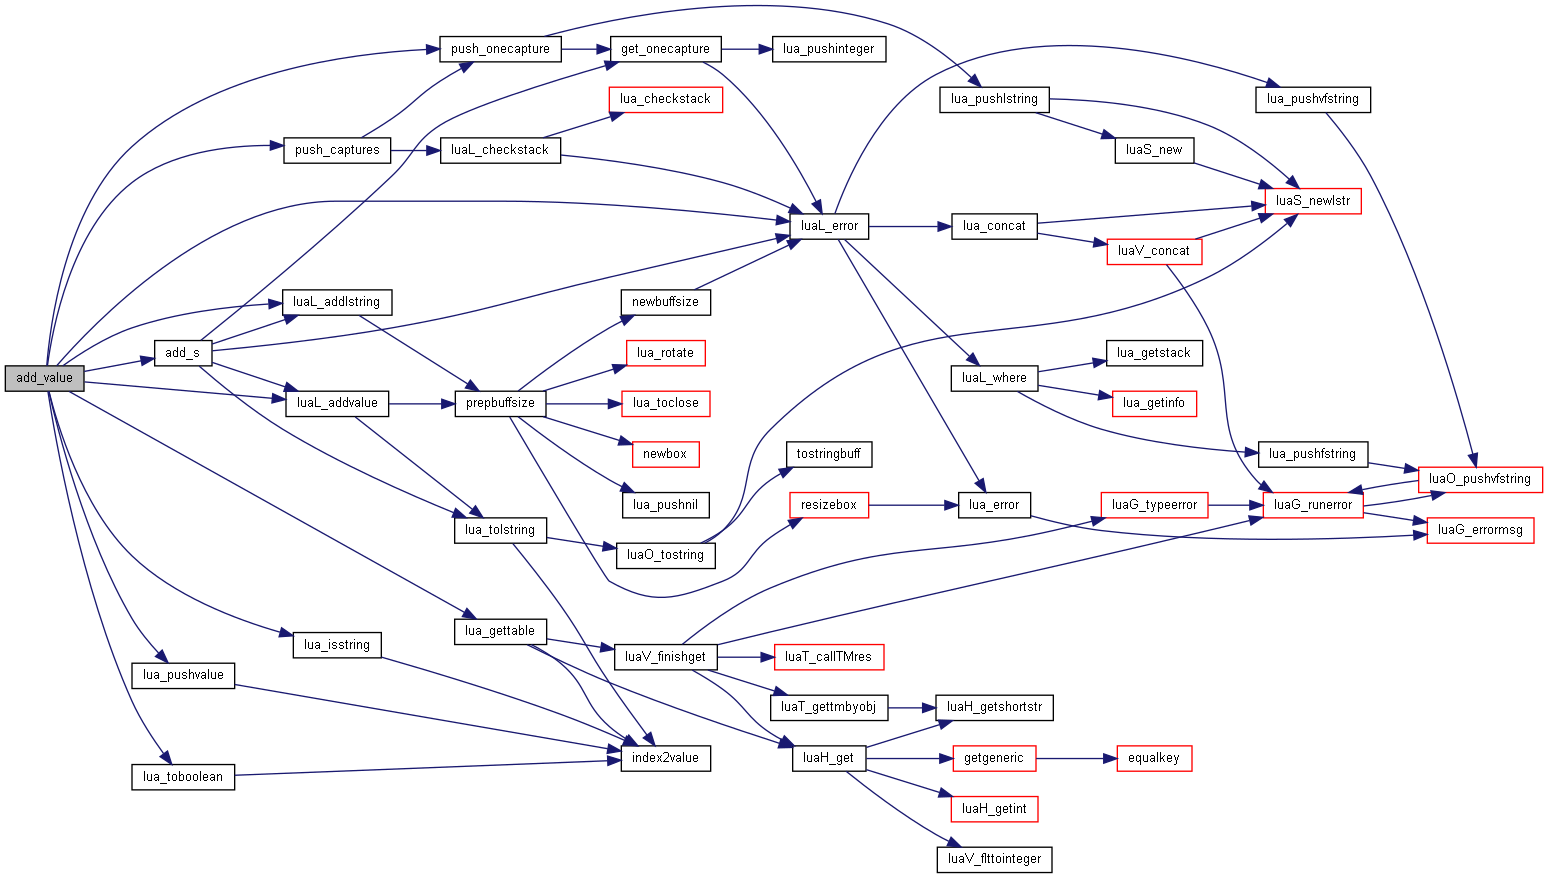 add_value
push_onecapture
get_onecapture
lua_pushinteger
lua_checkstack
lua_pushlstring
lua_pushvfstring
push_captures
luaL_checkstack
luaS_new
luaS_newlstr
luaL_error
lua_concat
luaV_concat
luaL_addlstring
newbuffsize
add_s
lua_rotate
luaL_where
lua_getstack
lua_getinfo
luaL_addvalue
prepbuffsize
lua_toclose
newbox
tostringbuff
lua_pushfstring
luaO_pushvfstring
lua_pushnil
resizebox
lua_error
luaG_typeerror
luaG_runerror
luaG_errormsg
lua_tolstring
luaO_tostring
lua_gettable
lua_isstring
luaV_finishget
luaT_callTMres
lua_pushvalue
luaT_gettmbyobj
luaH_getshortstr
lua_toboolean
index2value
luaH_get
getgeneric
equalkey
luaH_getint
luaV_flttointeger